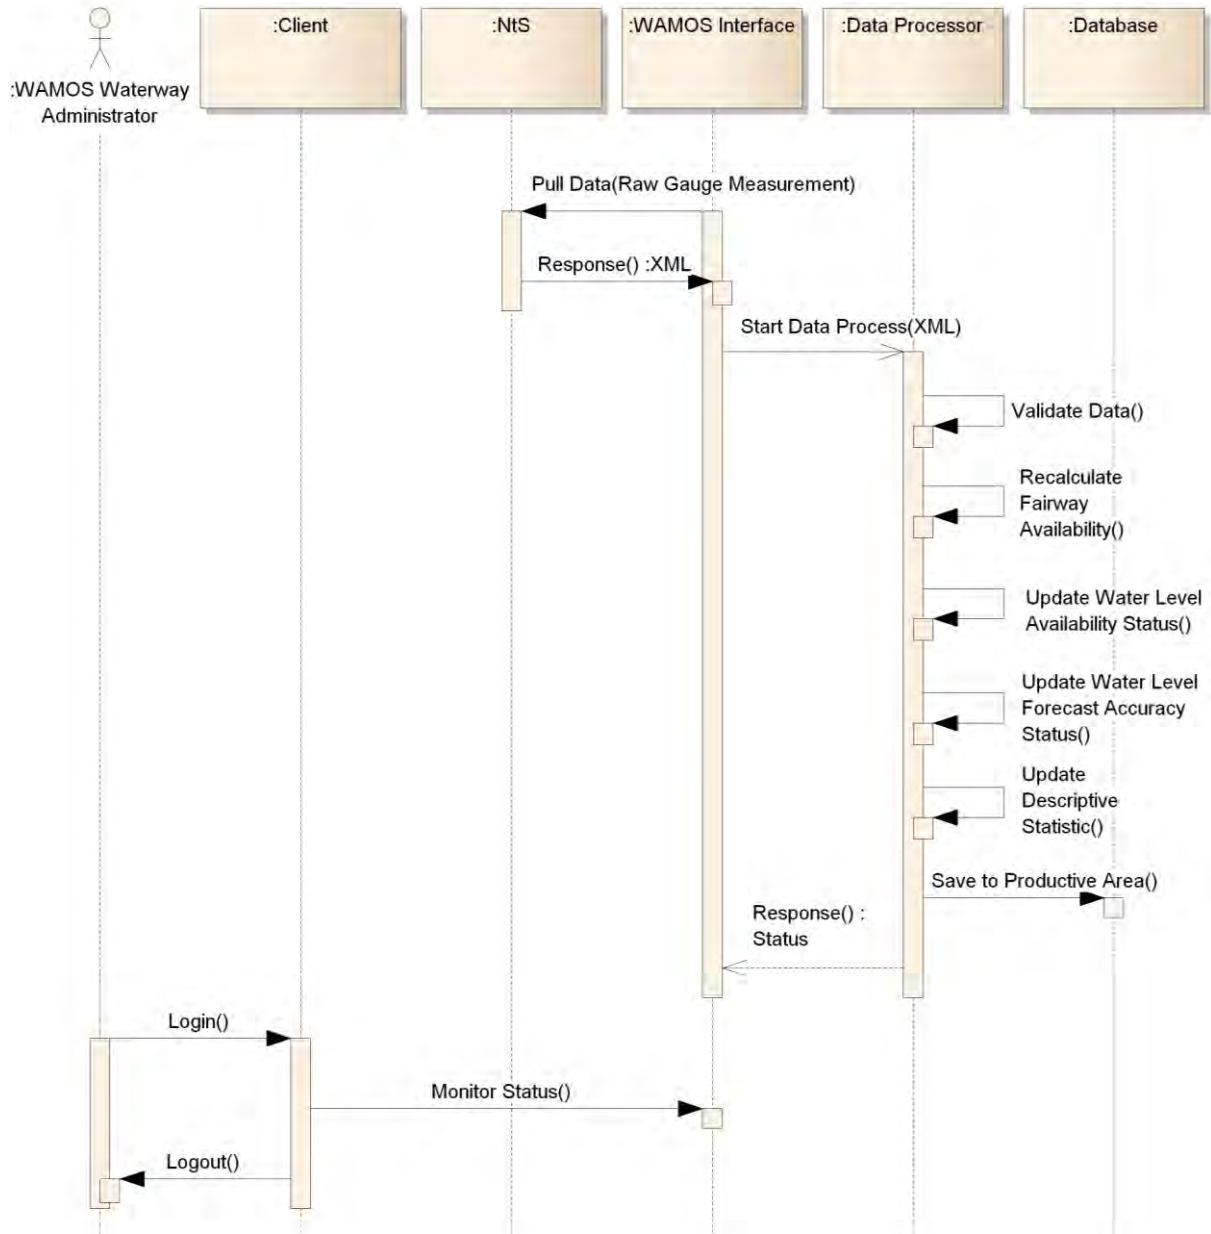 :WAMOS Waterway
Administrator
:Client
:NtS
:WAMOS Interface
:Data Processor
:Database
Pull Data(Raw Gauge Measurement)
Response() :XML
Start Data Process(XML)
Validate Data()
Recalculate
Fairway
Availability()
Update Water Level
Availability Status()
Update Water Level
Forecast Accuracy
Status()
Update
Descriptive
Statistic()
Save to Productive Area()
Response() :
Status
Login()
Monitor Status()
Logout()